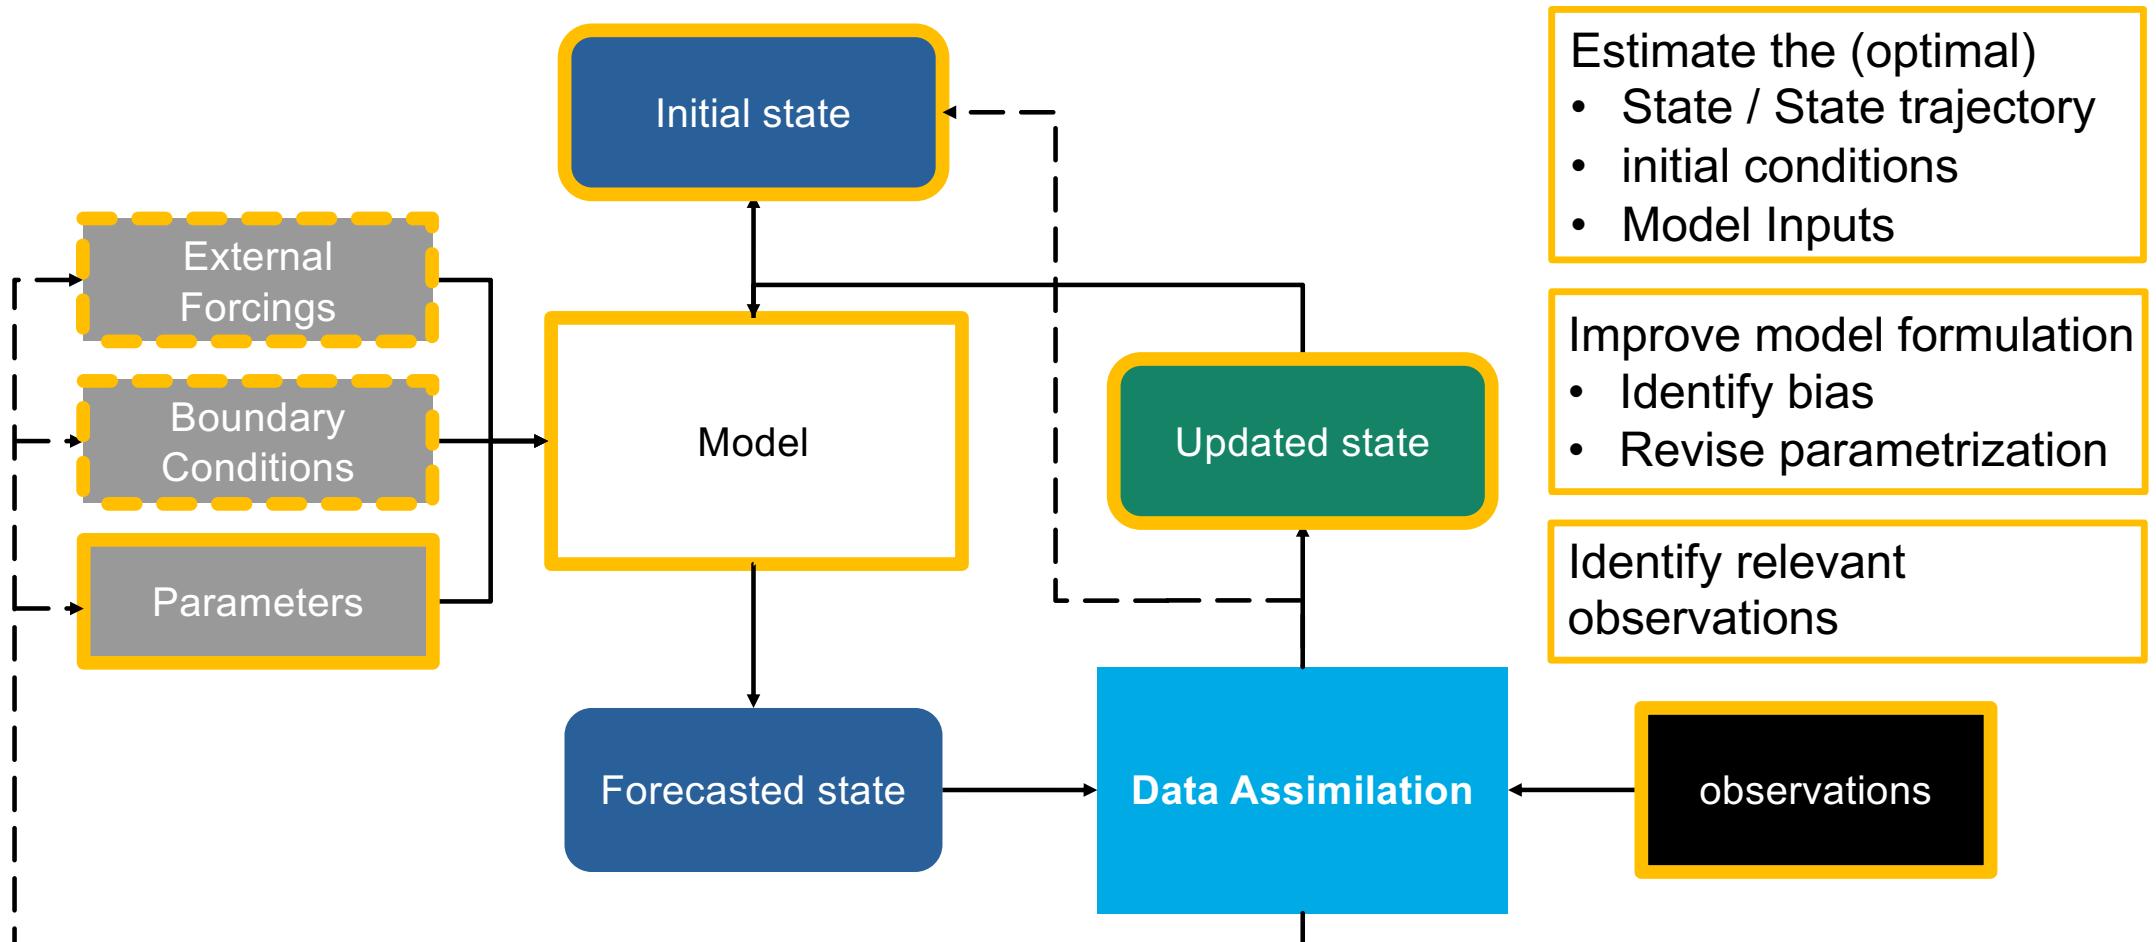 Initial state
External
Forcings
Boundary
Conditions
Parameters
Model
Updated state
Forecasted state
Data Assimilation
observations
Estimate the (optimal)
• State / State trajectory
• initial conditions
• Model Inputs
Improve model formulation
• Identify bias
• Revise parametrization
Identify relevant
observations